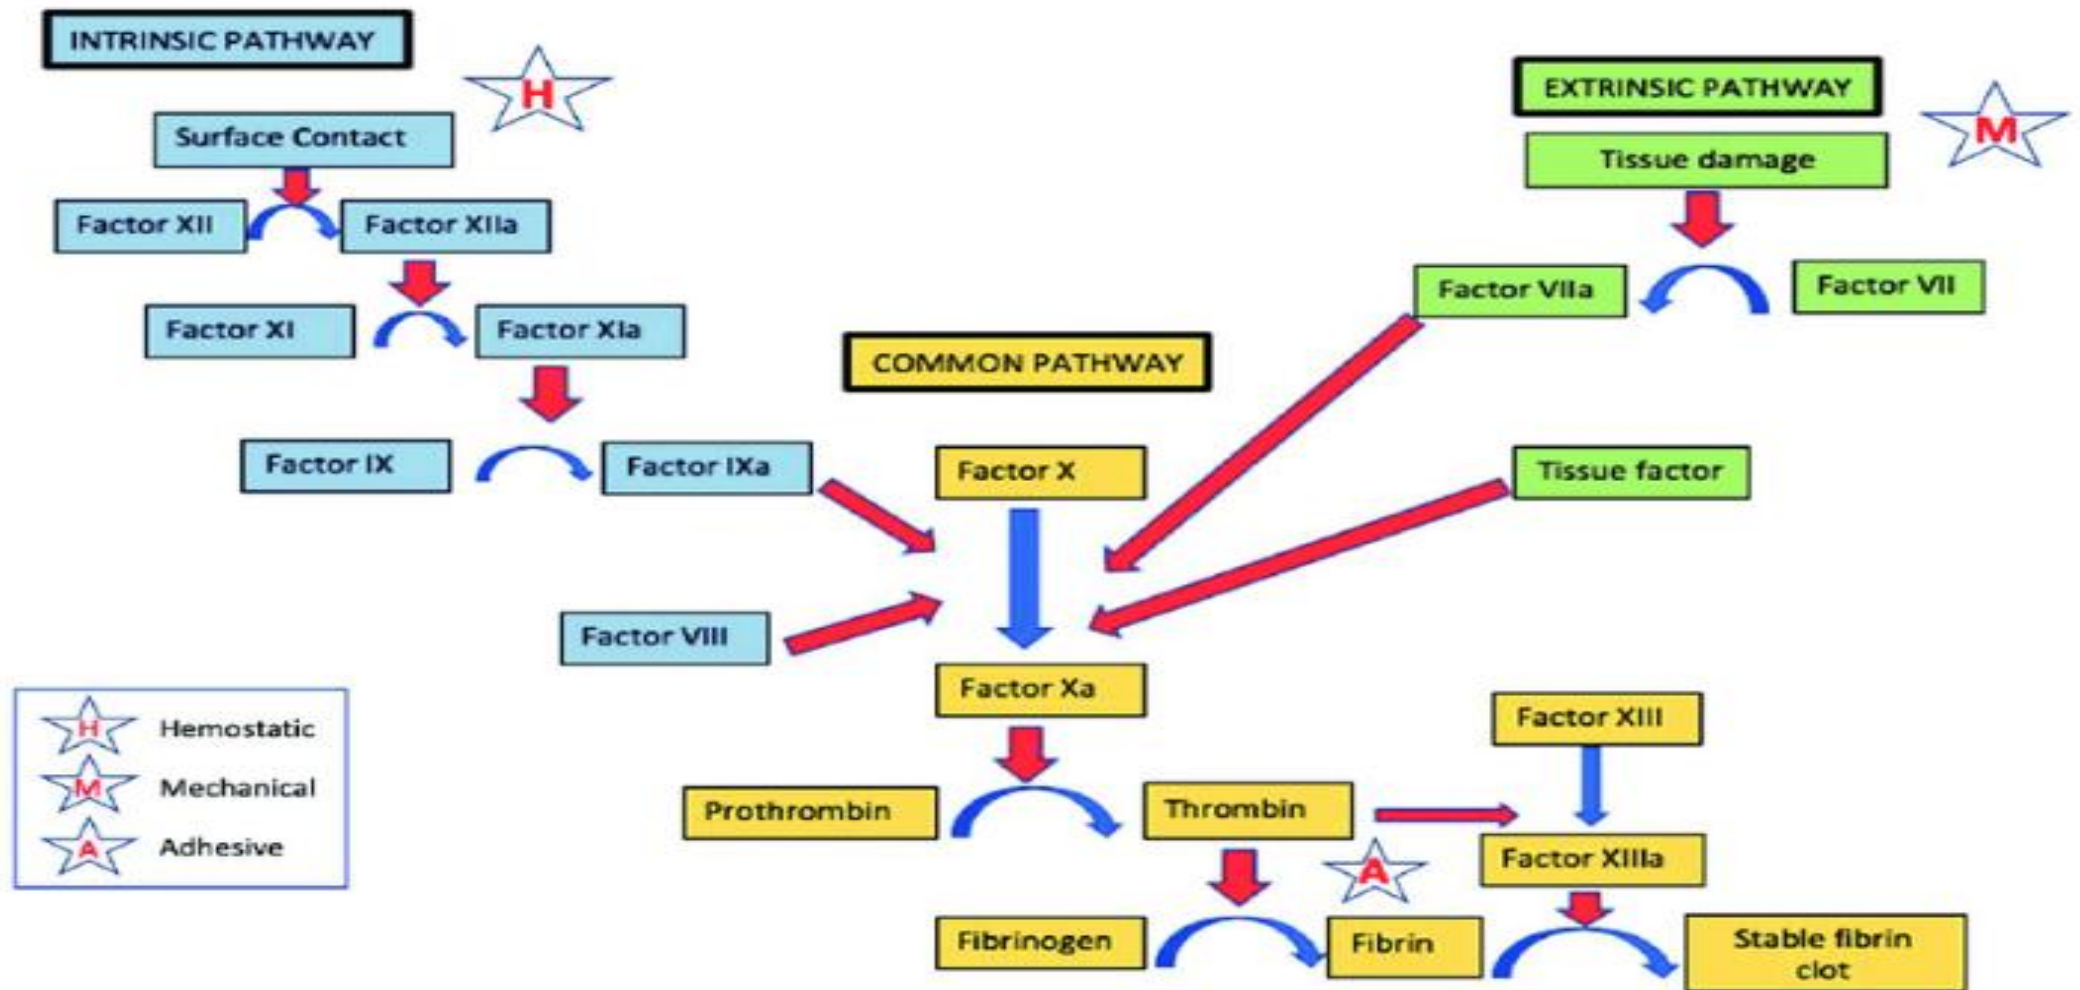 INTRINSIC PATHWAY
H
Surface Contact
Factor XII
Factor XIIa
Factor XI
Factor XIa
Factor IX
Factor IXa
Factor VIII
EXTRINSIC PATHWAY
M
Tissue damage
Factor VIIa
Factor VII
Tissue factor
COMMON PATHWAY
Factor X
Factor Xa
Prothrombin
Thrombin
Factor XIII
Factor XIIIa
A
Fibrinogen
Fibrin
Stable fibrin
clot
H Hemostatic
M Mechanical
A Adhesive